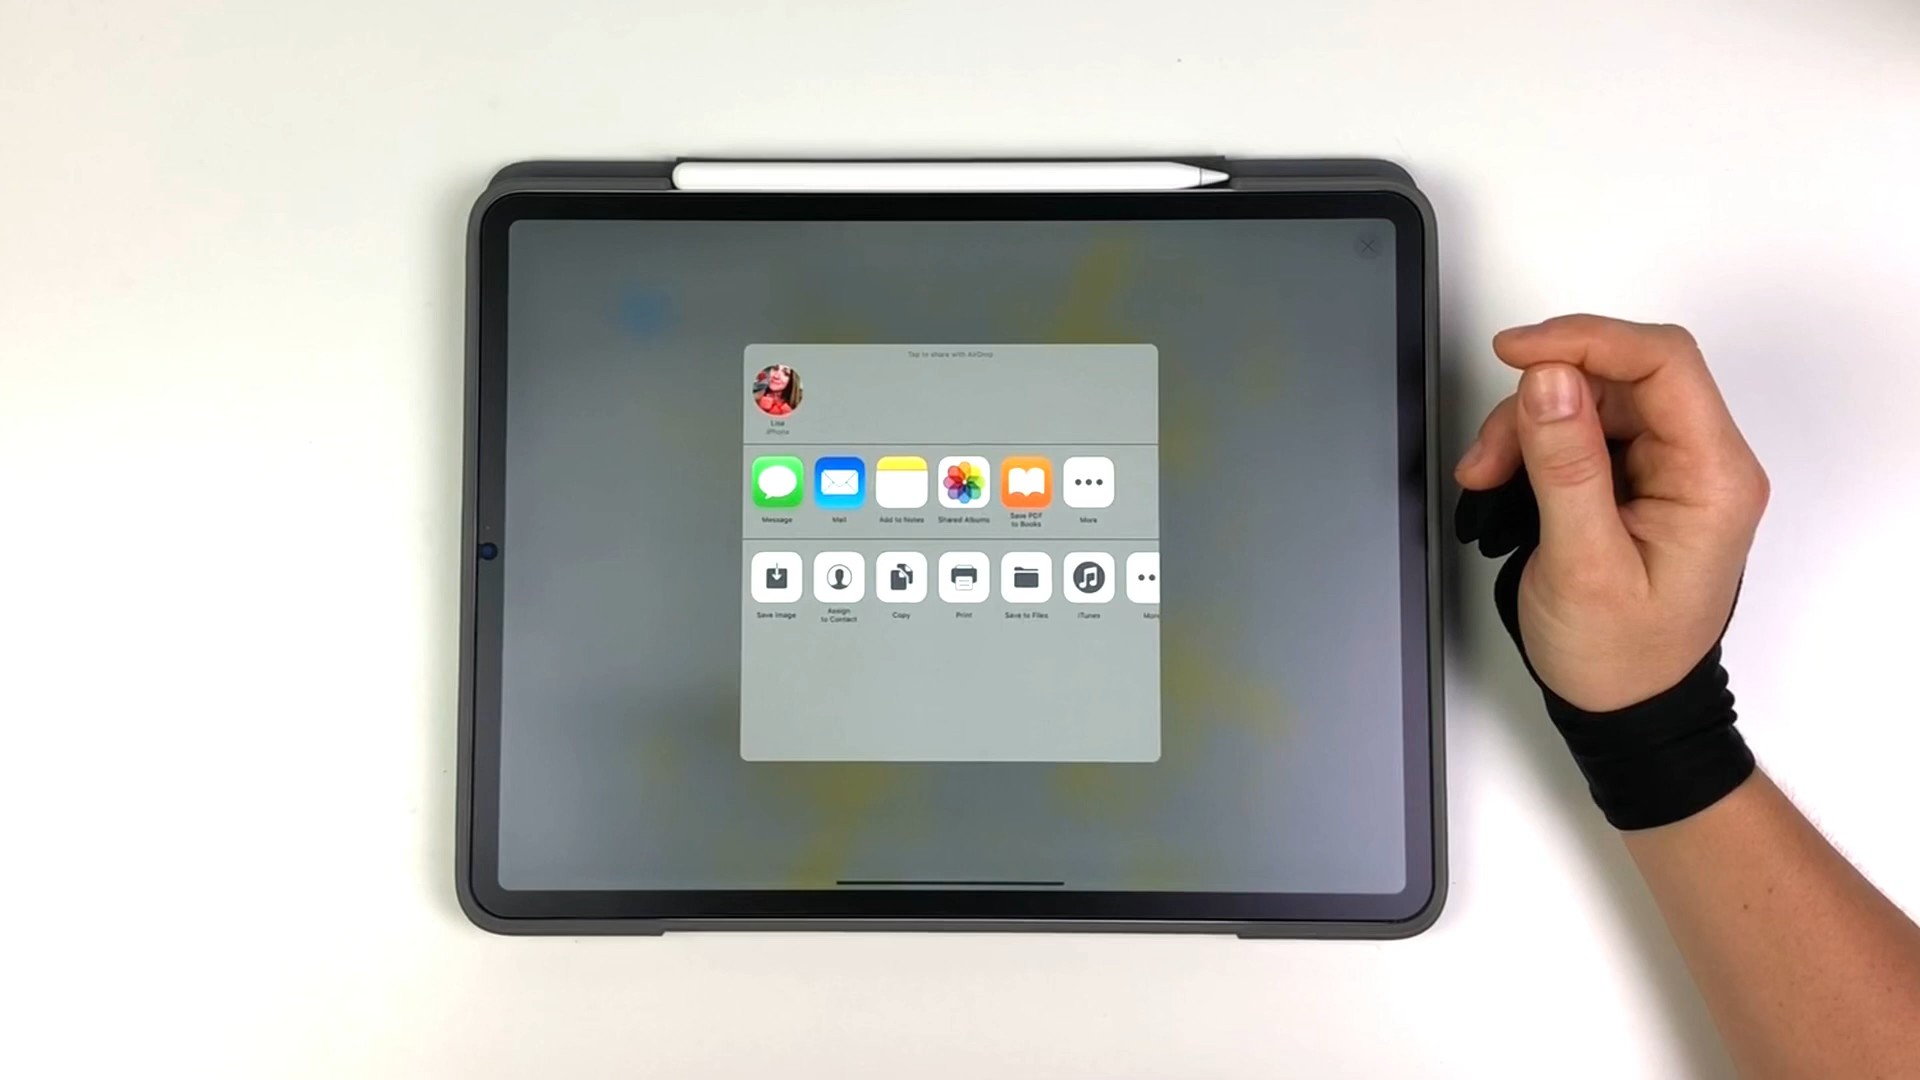 Tap to share with AirDrop
Lisa
iPhone
Message
Mail
Add to Notes
Shared Albums
Save PDF
to Books
More
Save Image
Assign
to Contact
Copy
Print
Save to Files
iTunes
More